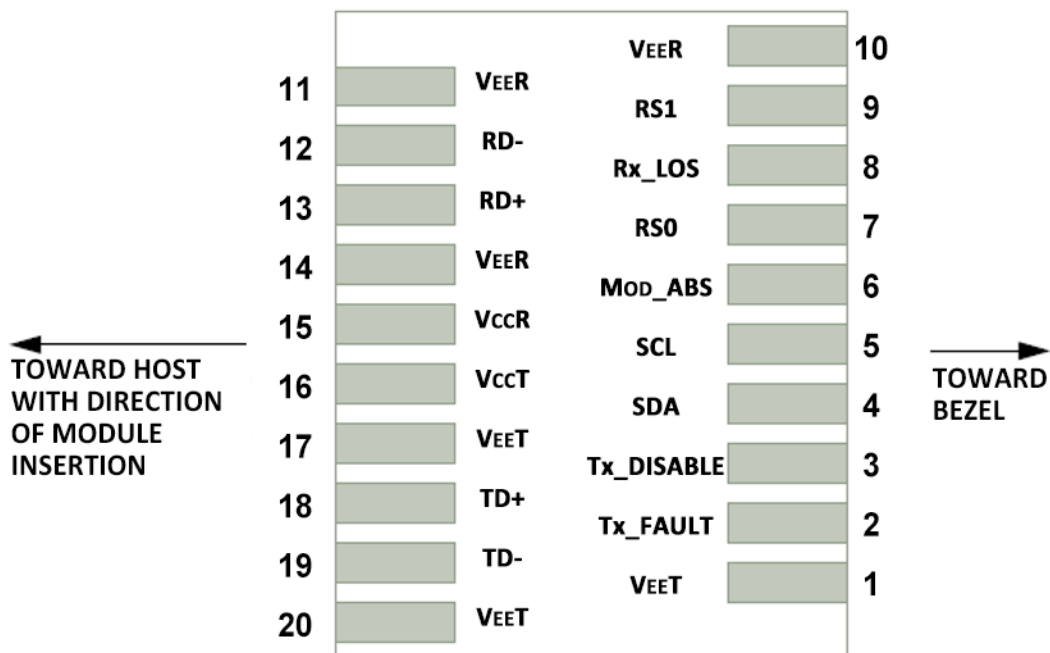 VEER 10
11 VEER
RS1 9
12 RD-
Rx_LOS 8
13 RD+
RS0 7
14 VEER
MOD_ABS 6
15 VCCR
SCL 5
16 VCCT
SDA 4
17 VEET
Tx_DISABLE 3
18 TD+
Tx_FAULT 2
19 TD-
VEET 1
20 VEET
TOWARD HOST
WITH DIRECTION
OF MODULE
INSERTION
TOWARD
BEZEL